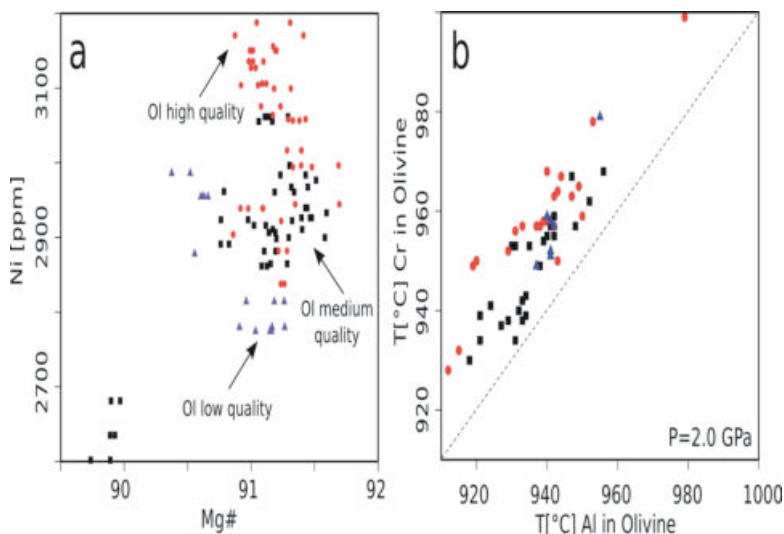 a
Ol high quality
Ol medium
quality
Ol low quality
Ni [ppm]
3100
2900
2700
90
91
92
Mg#
b
T[°C] Cr in Olivine
980
960
940
920
P=2.0 GPa
920
940
960
980
1000
T[°C] Al in Olivine